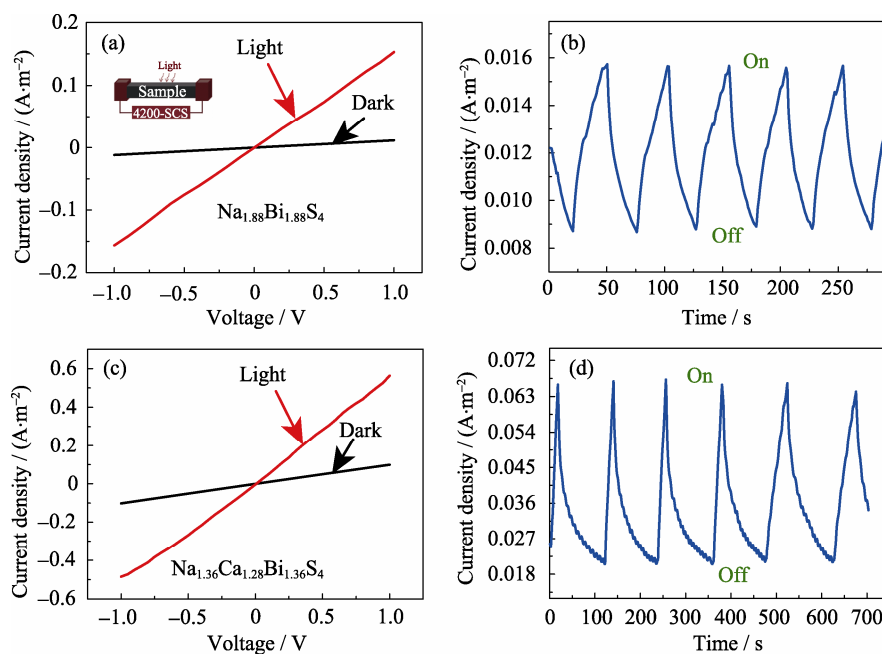 (a)
Light
Light
Dark
Sample
4200-SCS
Na1.88Bi1.88S4
Current density / (A·m−2)
0.2
0.1
0
−0.1
−0.2
−1.0 −0.5 0 0.5 1.0
Voltage / V
(b)
On
Off
Current density / (A·m−2)
0.016
0.014
0.012
0.010
0.008
0 50 100 150 200 250
Time / s
(c)
Light
Dark
Na1.36Ca1.28Bi1.36S4
Current density / (A·m−2)
0.6
0.4
0.2
0
−0.2
−0.4
−0.6
−1.0 −0.5 0 0.5 1.0
Voltage / V
(d)
On
Off
Current density / (A·m−2)
0.072
0.063
0.054
0.045
0.036
0.027
0.018
0 100 200 300 400 500 600 700
Time / s